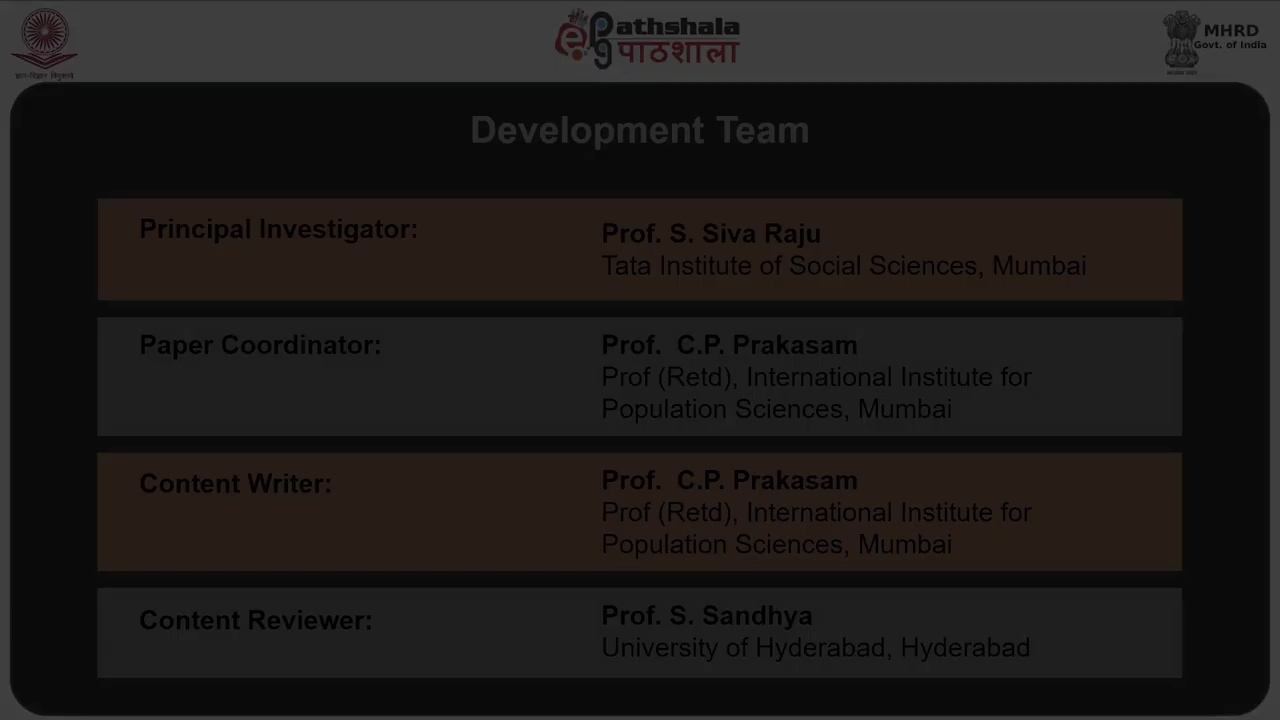 ePG Pathshala
पाठशाला
MHRD
Govt. of India
Development Team
Principal Investigator:
Prof. S. Siva Raju
Tata Institute of Social Sciences, Mumbai
Paper Coordinator:
Prof. C.P. Prakasam
Prof (Retd), International Institute for
Population Sciences, Mumbai
Content Writer:
Prof. C.P. Prakasam
Prof (Retd), International Institute for
Population Sciences, Mumbai
Content Reviewer:
Prof. S. Sandhya
University of Hyderabad, Hyderabad